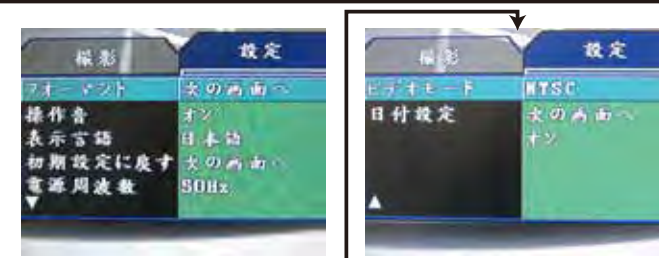 撮影 設定
フォーマット 次の画面へ
操作音 オン
表示言語 日本語
初期設定に戻す 次の画面へ
電源周波数 50Hz
▼
撮影 設定
ビデオモード NTSC
日付設定 次の画面へ
オン
▲